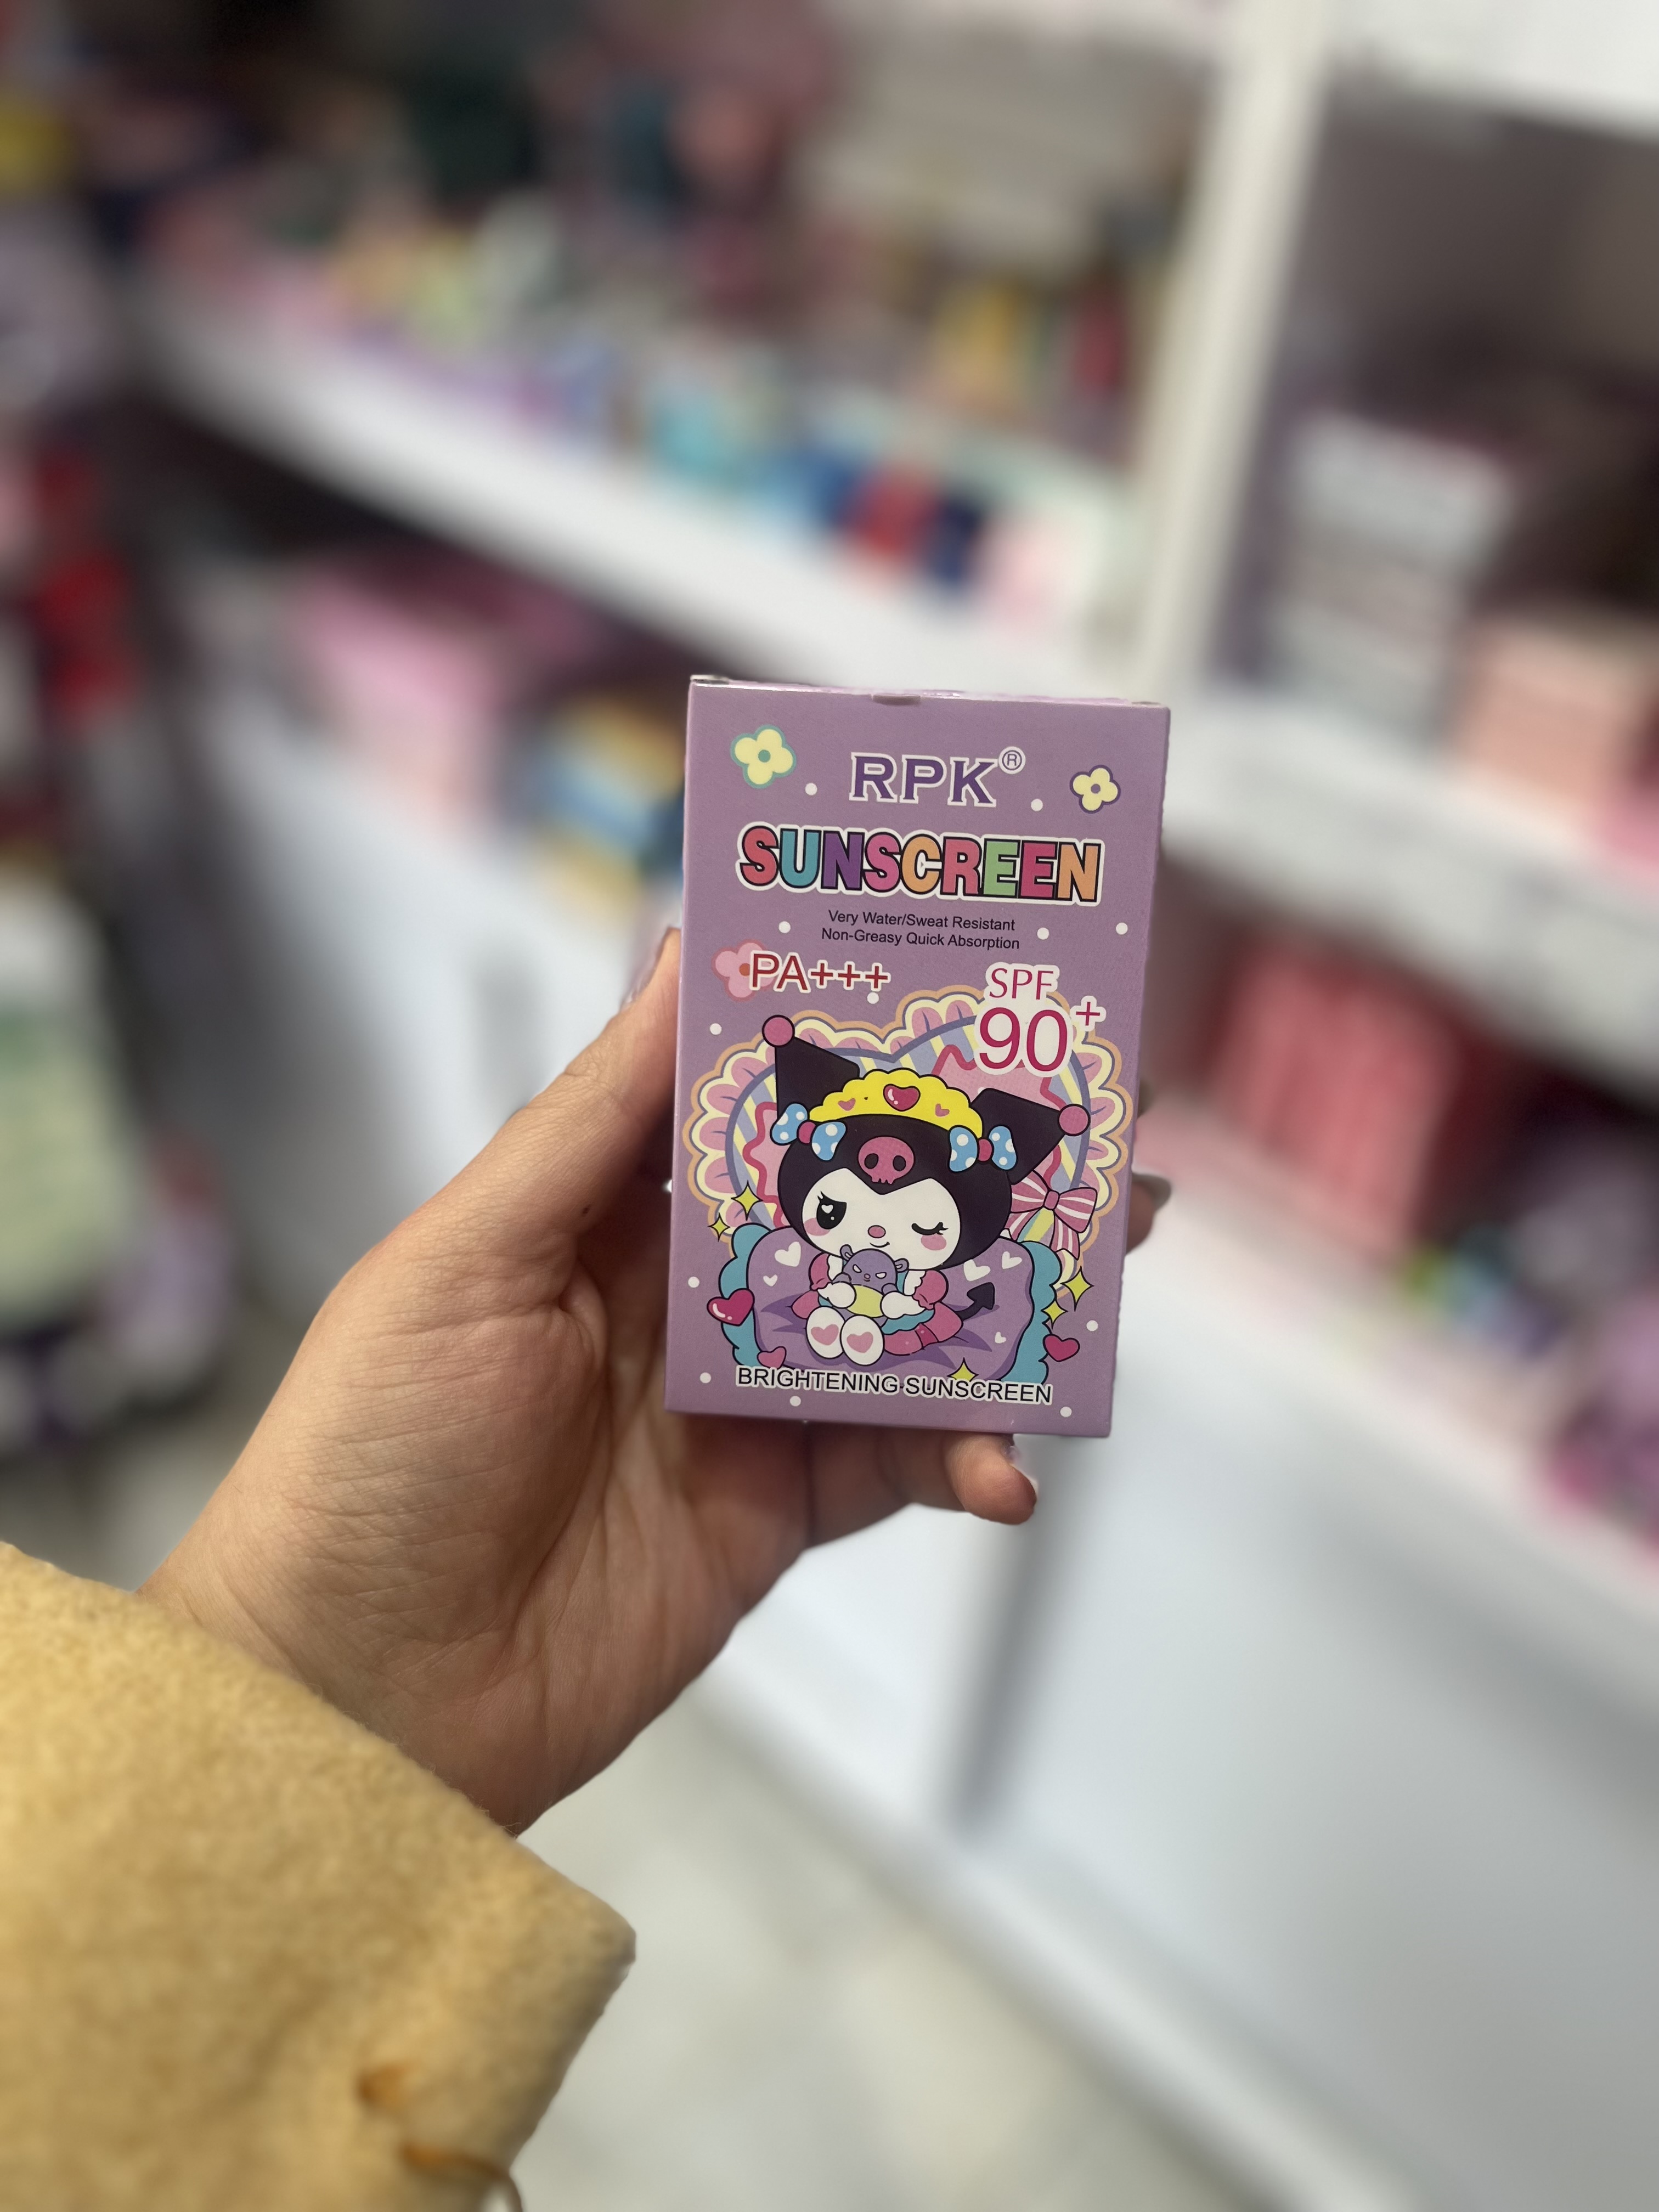 RPK®
SUNSCREEN
Very Water/Sweat Resistant
Non-Greasy Quick Absorption
PA+++
SPF
90+
BRIGHTENING SUNSCREEN